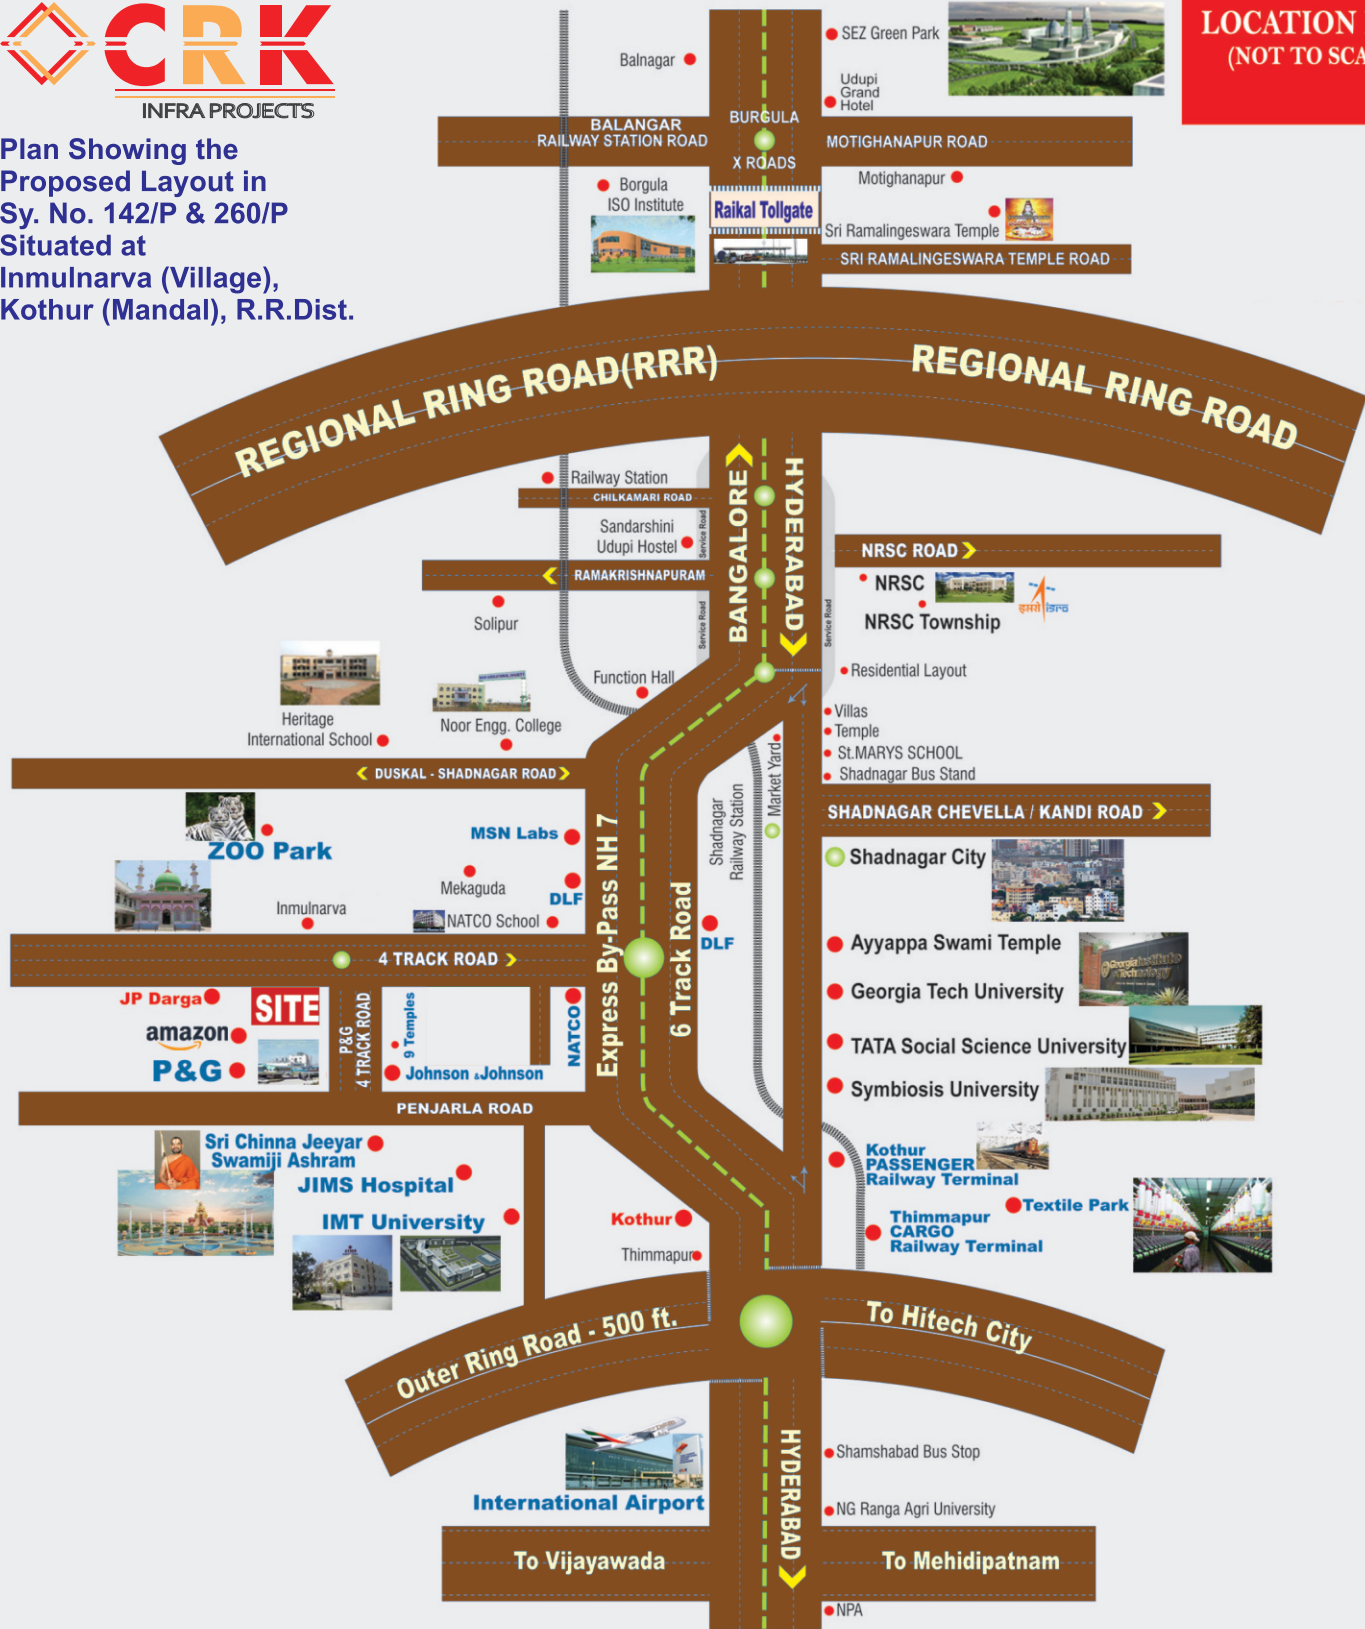 CRK
INFRA PROJECTS
Plan Showing the
Proposed Layout in
Sy. No. 142/P & 260/P
Situated at
Inmulnarva (Village),
Kothur (Mandal), R.R.Dist.
LOCATION
(NOT TO SCA
SEZ Green Park
Balnagar
Udupi
Grand
Hotel
BURGULA
X ROADS
BALANGAR
RAILWAY STATION ROAD
MOTIGHANAPUR ROAD
Motighanapur
Borgula
ISO Institute
Raikal Tollgate
Sri Ramalingeswara Temple
SRI RAMALINGESWARA TEMPLE ROAD
REGIONAL RING ROAD(RRR)
REGIONAL RING ROAD
Railway Station
CHILKAMARI ROAD
Sandarshini
Udupi Hostel
Service Road
BANGALORE
HYDERABAD
NRSC ROAD
RAMAKRISHNAPURAM
NRSC
इसरो isro
NRSC Township
Solipur
Service Road
Service Road
Function Hall
Residential Layout
Heritage
International School
Noor Engg. College
Villas
Temple
St.MARYS SCHOOL
Shadnagar Bus Stand
Market Yard
DUSKAL - SHADNAGAR ROAD
Shadnagar
Railway Station
SHADNAGAR CHEVELLA / KANDI ROAD
ZOO Park
MSN Labs
Shadnagar City
Mekaguda
DLF
Inmulnarva
NATCO School
Express By-Pass NH 7
6 Track Road
DLF
Ayyappa Swami Temple
Georgia Institute
of Technology
4 TRACK ROAD
JP Darga
SITE
Georgia Tech University
amazon
P&G
P&G
4 TRACK ROAD
9 Temples
Johnson &Johnson
NATCO
TATA Social Science University
Symbiosis University
PENJARLA ROAD
Sri Chinna Jeeyar
Swamiji Ashram
JIMS Hospital
IMT University
Kothur
PASSENGER
Railway Terminal
Textile Park
Kothur
Thimmapur
CARGO
Railway Terminal
Thimmapur
Outer Ring Road - 500 ft.
To Hitech City
International Airport
HYDERABAD
Shamshabad Bus Stop
NG Ranga Agri University
To Vijayawada
To Mehidipatnam
NPA